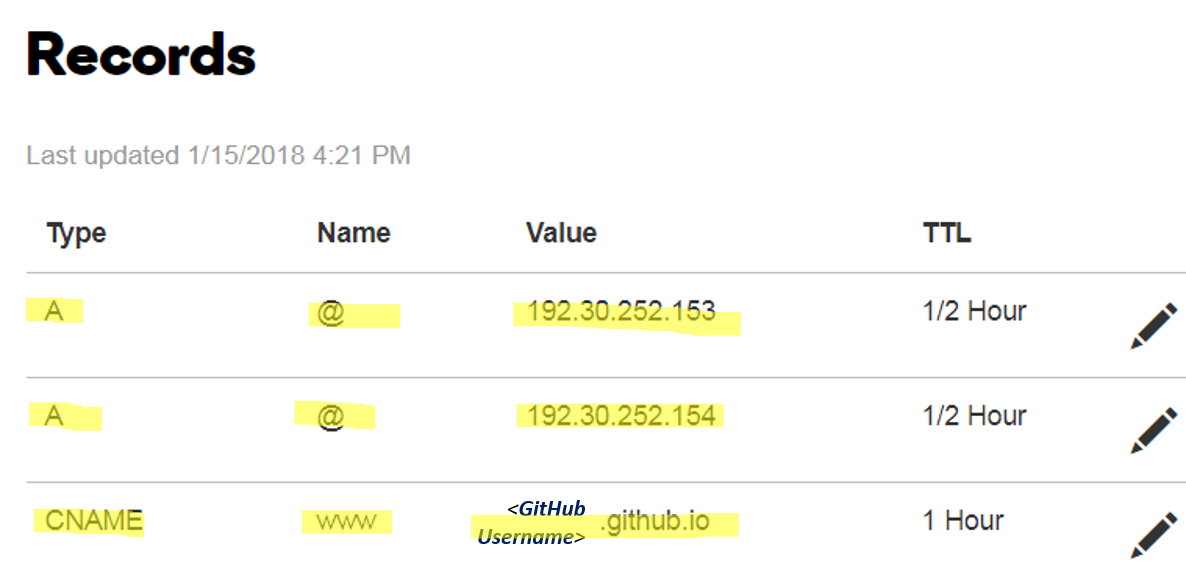 Records
Last updated 1/15/2018 4:21 PM
Type Name Value TTL
A @ 192.30.252.153 1/2 Hour
A @ 192.30.252.154 1/2 Hour
CNAME www <GitHub Username> .github.io 1 Hour